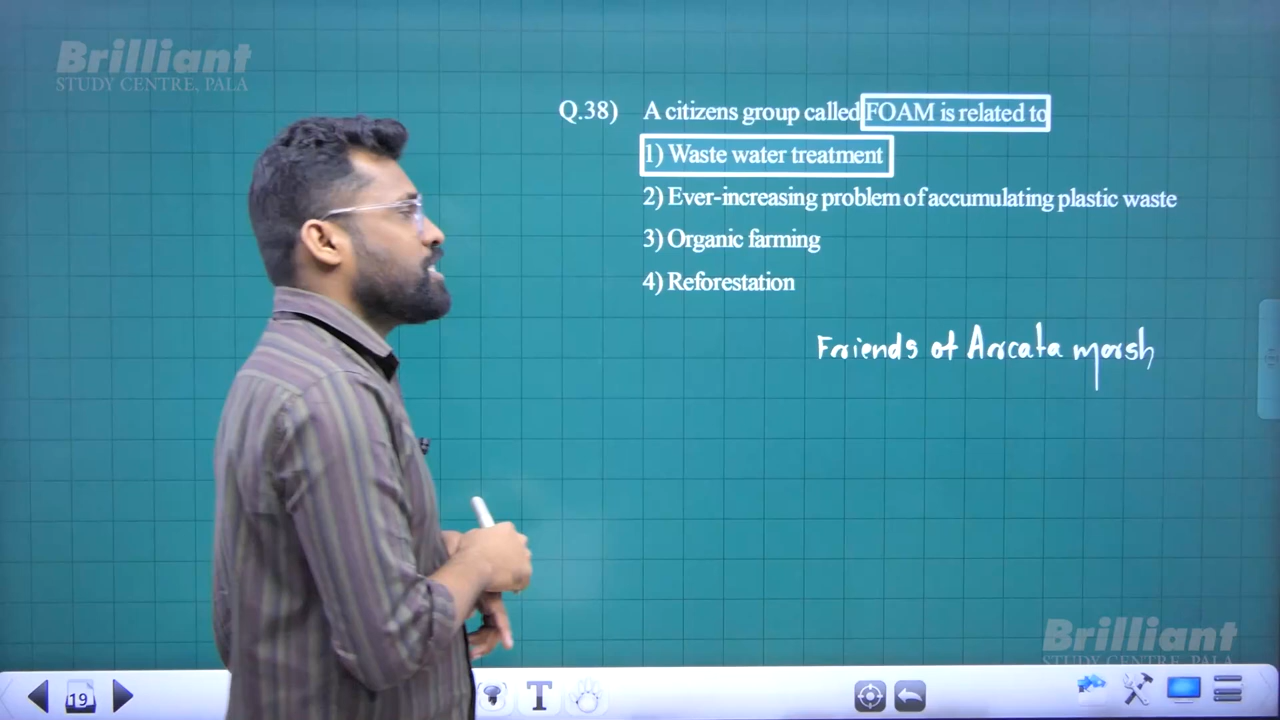 Brilliant
STUDY CENTRE, PALA
Q.38) A citizens group called FOAM is related to
1) Waste water treatment
2) Ever-increasing problem of accumulating plastic waste
3) Organic farming
4) Reforestation
Friends of Arcata marsh
Brilliant
STUDY CENTRE, PALA
19
T